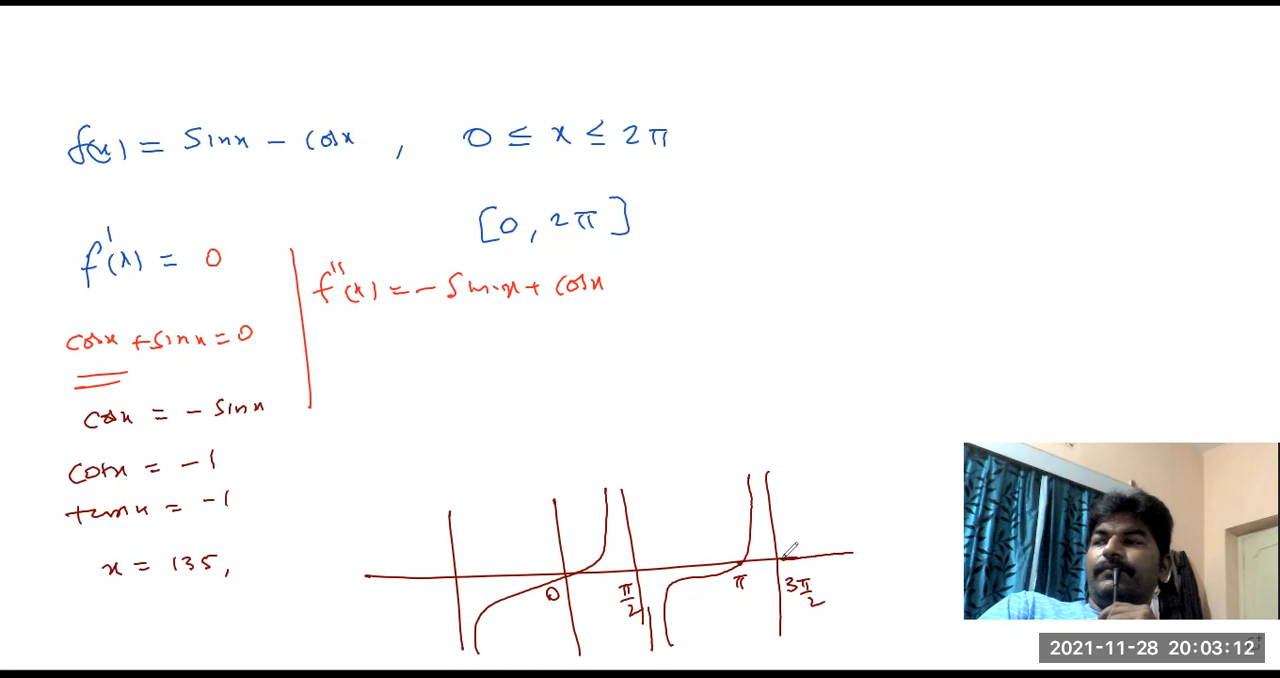 f(x) = sinx - cosx , 0 ≤ x ≤ 2π
[0, 2π]
f'(x) = 0
f''(x) = - sinx + cosx
cosx + sinx = 0
cosx = - sinx
cotx = -1
tanx = -1
x = 135,
0 π/2 π 3π/2
2021-11-28 20:03:12